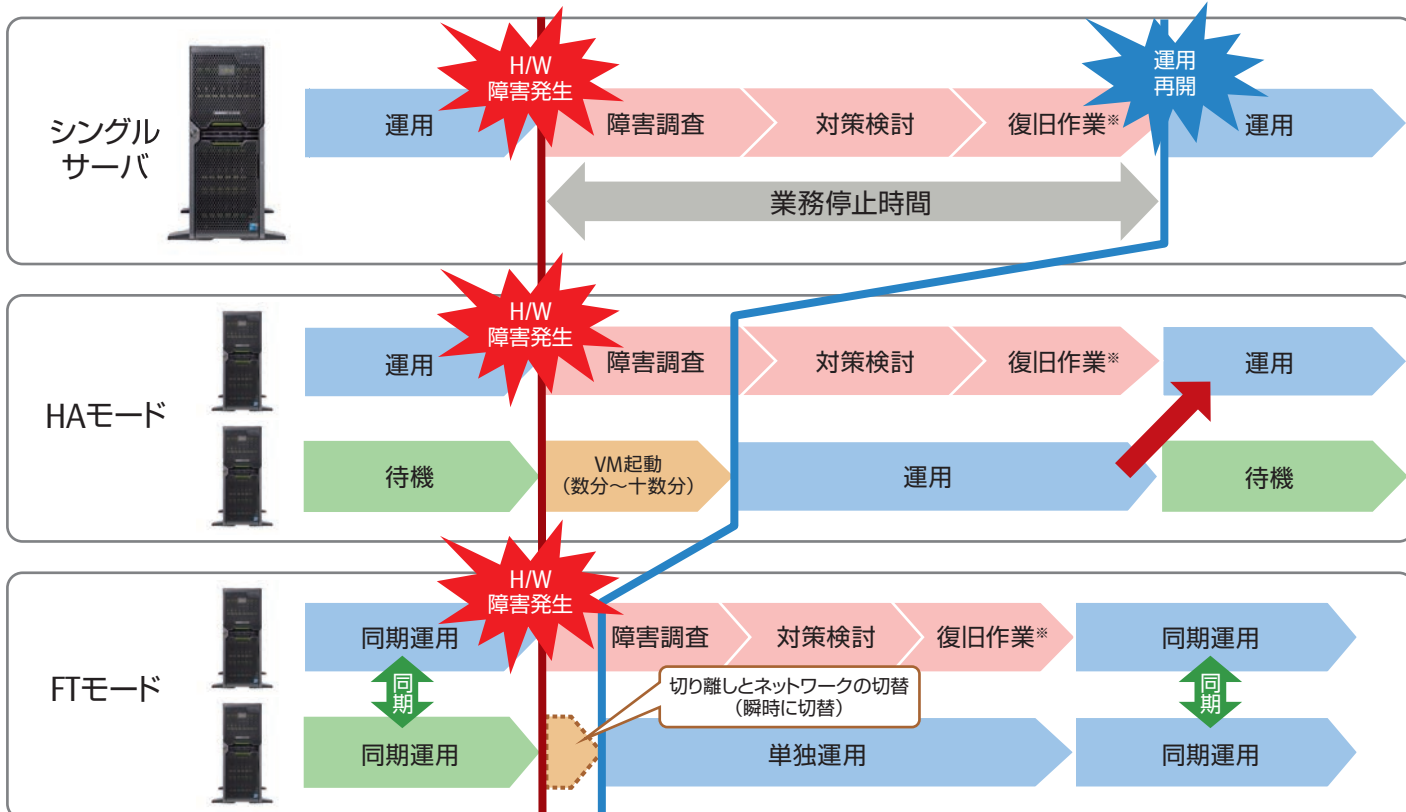 シングル
サーバ
運用
H/W
障害発生
障害調査
対策検討
復旧作業※
運用
再開
運用
業務停止時間
HAモード
運用
H/W
障害発生
障害調査
対策検討
復旧作業※
運用
待機
VM起動
（数分～十数分）
運用
待機
FTモード
同期運用
H/W
障害発生
障害調査
対策検討
復旧作業※
同期運用
同期
切り離しとネットワークの切替
（瞬時に切替）
同期
同期運用
単独運用
同期運用